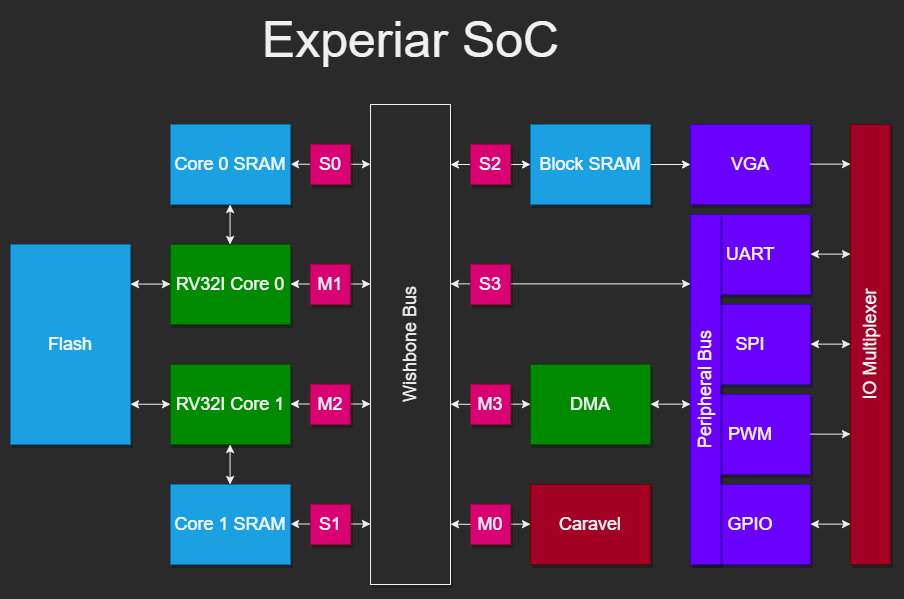 Experiar SoC
Core 0 SRAM
S0
S2
Block SRAM
VGA
Flash
RV32I Core 0
M1
Wishbone Bus
S3
UART
SPI
Peripheral Bus
IO Multiplexer
RV32I Core 1
M2
M3
DMA
PWM
Core 1 SRAM
S1
M0
Caravel
GPIO